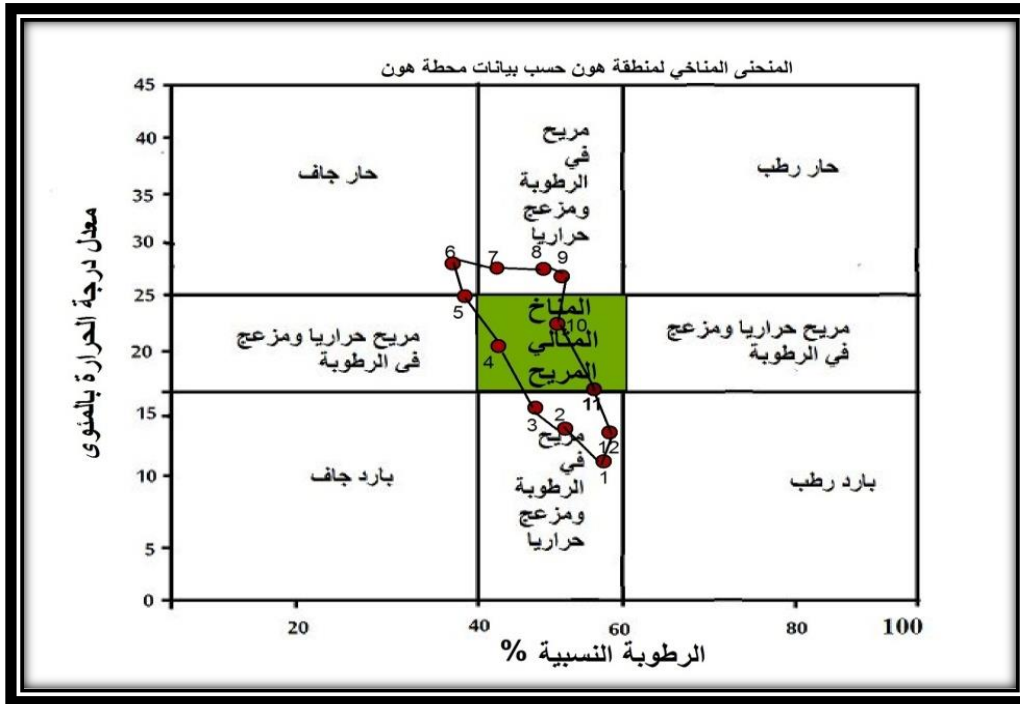 المنحنى المناخي لمنطقة هون حسب بيانات محطة هون
معدل درجة الحرارة بالمئوى
45
40
35
30
25
20
15
10
5
0
حار جاف
مريح
في
الرطوبة
ومزعج
حراريا
حار رطب
مريح حراريا ومزعج
في الرطوبة
المناخ
المثالي
المريح
مريح حراريا ومزعج
في الرطوبة
بارد جاف
مريح
في
الرطوبة
ومزعج
حراريا
بارد رطب
6
7
8
9
5
10
4
11
3
2
12
1
20
40
60
80
100
الرطوبة النسبية %